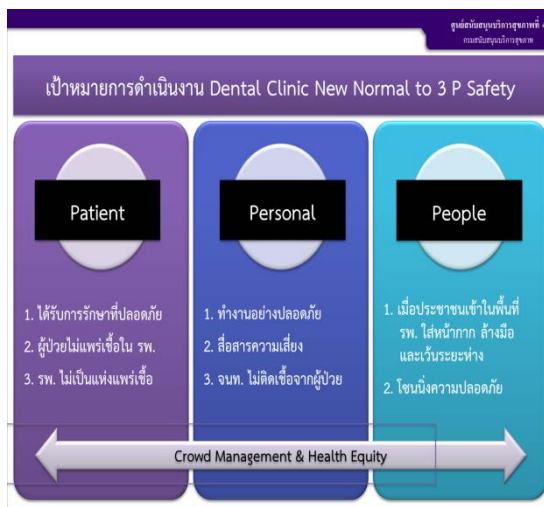 ศูนย์สนับสนุนบริการสุขภาพที่
กรมสนับสนุนบริการสุขภาพ
เป้าหมายการดำเนินงาน Dental Clinic New Normal to 3 P Safety
Patient
1. ได้รับการรักษาที่ปลอดภัย
2. ผู้ป่วยไม่แพร่เชื้อใน รพ.
3. รพ. ไม่เป็นแห่งแพร่เชื้อ
Personal
1. ทำงานอย่างปลอดภัย
2. สื่อสารความเสี่ยง
3. จนท. ไม่ติดเชื้อจากผู้ป่วย
People
1. เมื่อประชาชนเข้าในพื้นที่
รพ. ใส่หน้ากาก ล้างมือ
และเว้นระยะห่าง
2. โซนนิ่งความปลอดภัย
Crowd Management & Health Equity